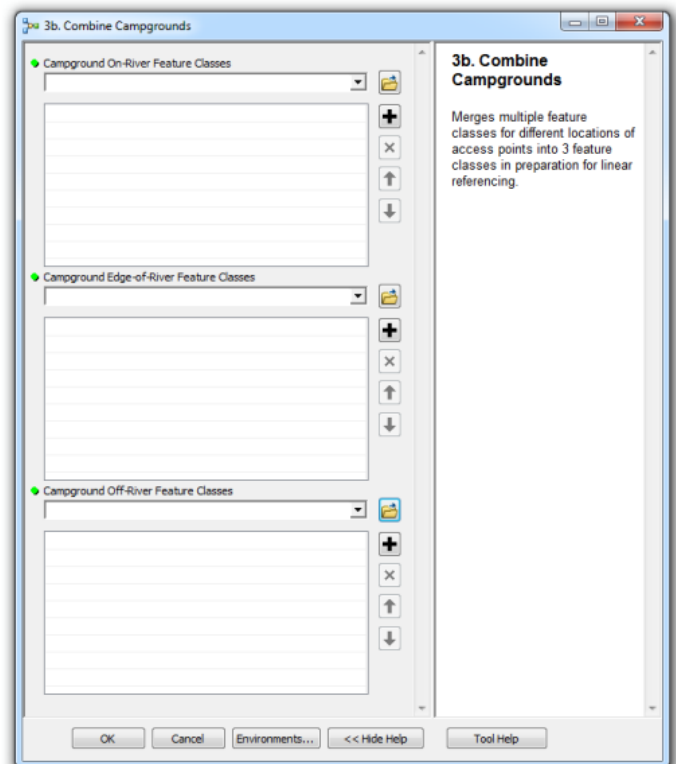 3b. Combine Campgrounds
Campground On-River Feature Classes
Campground Edge-of-River Feature Classes
Campground Off-River Feature Classes
3b. Combine
Campgrounds
Merges multiple feature
classes for different locations of
access points into 3 feature
classes in preparation for linear
referencing.
OK
Cancel
Environments...
<< Hide Help
Tool Help